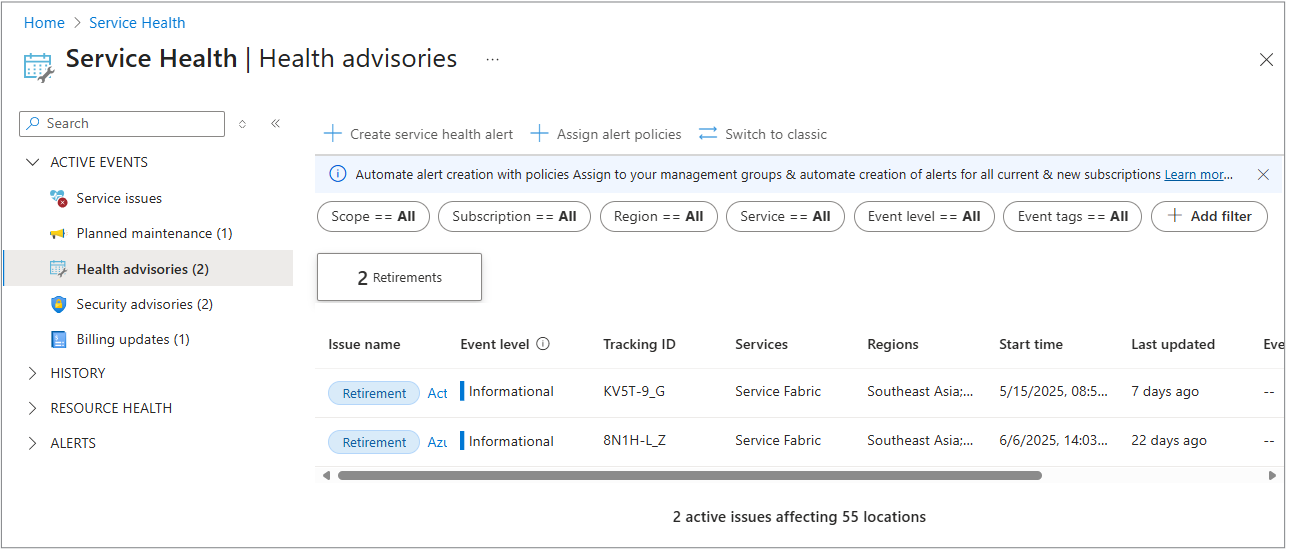 Home > Service Health
Service Health | Health advisories ...
Search
Create service health alert Assign alert policies Switch to classic
ACTIVE EVENTS
Automate alert creation with policies Assign to your management groups & automate creation of alerts for all current & new subscriptions Learn mor...
Service issues
Scope == All Subscription == All Region == All Service == All Event level == All Event tags == All Add filter
Planned maintenance (1)
Health advisories (2)
2 Retirements
Security advisories (2)
Billing updates (1)
Issue name Event level Tracking ID Services Regions Start time Last updated Eve
HISTORY
Retirement Act Informational KV5T-9_G Service Fabric Southeast Asia;... 5/15/2025, 08:5... 7 days ago --
RESOURCE HEALTH
Retirement Azu Informational 8N1H-L_Z Service Fabric Southeast Asia;... 6/6/2025, 14:03... 22 days ago --
ALERTS
2 active issues affecting 55 locations